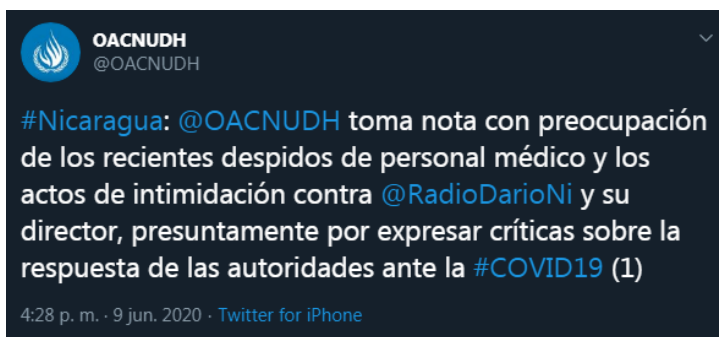 OACNUDH
@OACNUDH
#Nicaragua: @OACNUDH toma nota con preocupación
de los recientes despidos de personal médico y los
actos de intimidación contra @RadioDarioNi y su
director, presuntamente por expresar críticas sobre la
respuesta de las autoridades ante la #COVID19 (1)
4:28 p. m. · 9 jun. 2020 · Twitter for iPhone